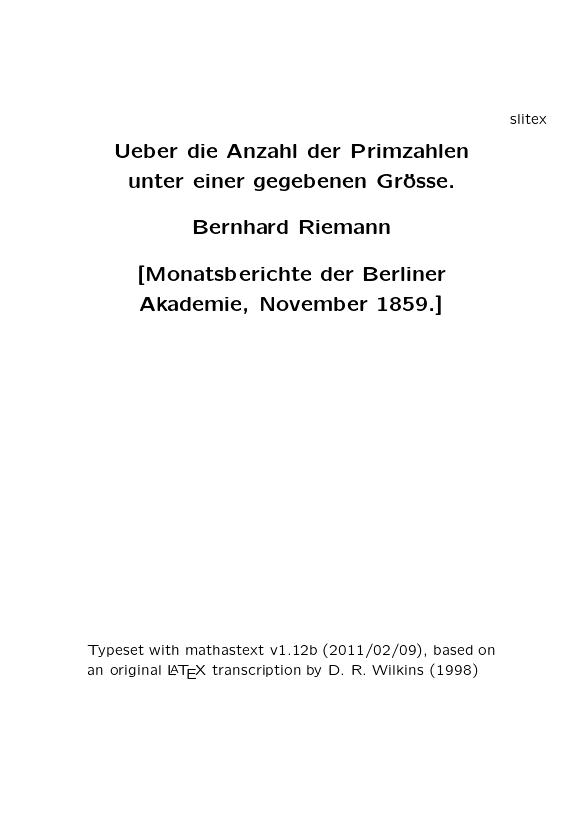 slitex
Ueber die Anzahl der Primzahlen
unter einer gegebenen Grösse.
Bernhard Riemann
[Monatsberichte der Berliner
Akademie, November 1859.]
Typeset with mathastext v1.12b (2011/02/09), based on
an original LATEX transcription by D. R. Wilkins (1998)